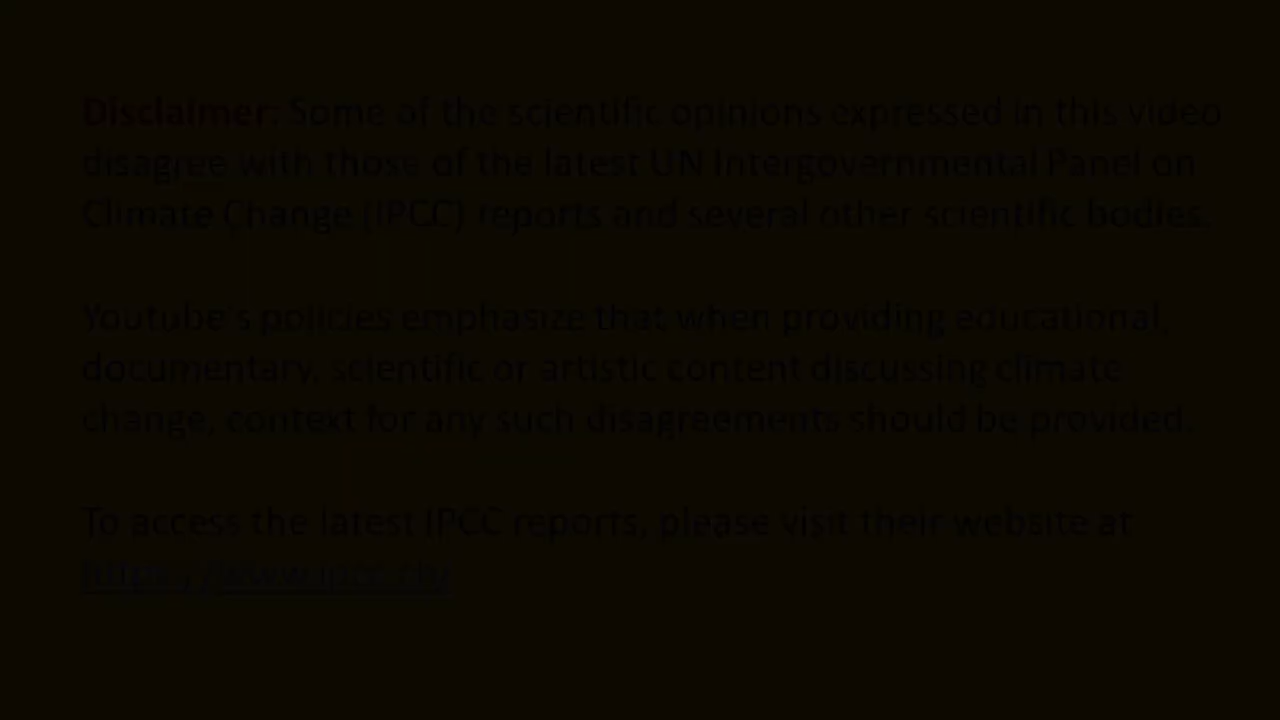 Disclaimer: Some of the scientific opinions expressed in this video
disagree with those of the latest UN Intergovernmental Panel on
Climate Change (IPCC) reports and several other scientific bodies.
Youtube's policies emphasize that when providing educational,
documentary, scientific or artistic content discussing climate
change, context for any such disagreements should be provided.
To access the latest IPCC reports, please visit their website at
https://www.ipcc.ch/